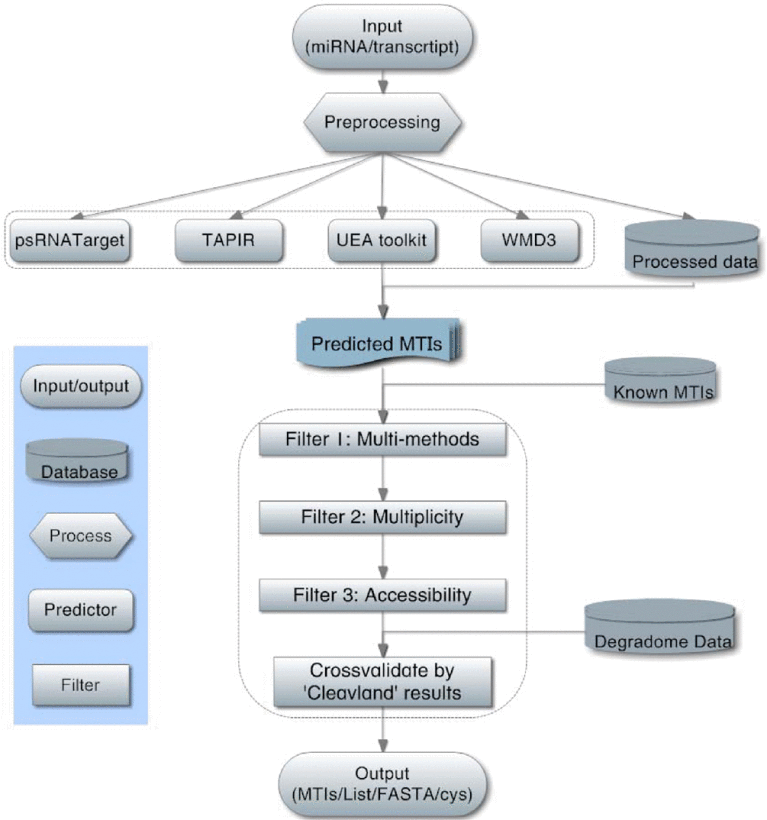 Input
(miRNA/transcrtipt)
Preprocessing
psRNATarget
TAPIR
UEA toolkit
WMD3
Processed data
Predicted MTIs
Known MTIs
Input/output
Database
Process
Predictor
Filter
Filter 1: Multi-methods
Filter 2: Multiplicity
Filter 3: Accessibility
Degradome Data
Crossvalidate by
'Cleavland' results
Output
(MTIs/List/FASTA/cys)